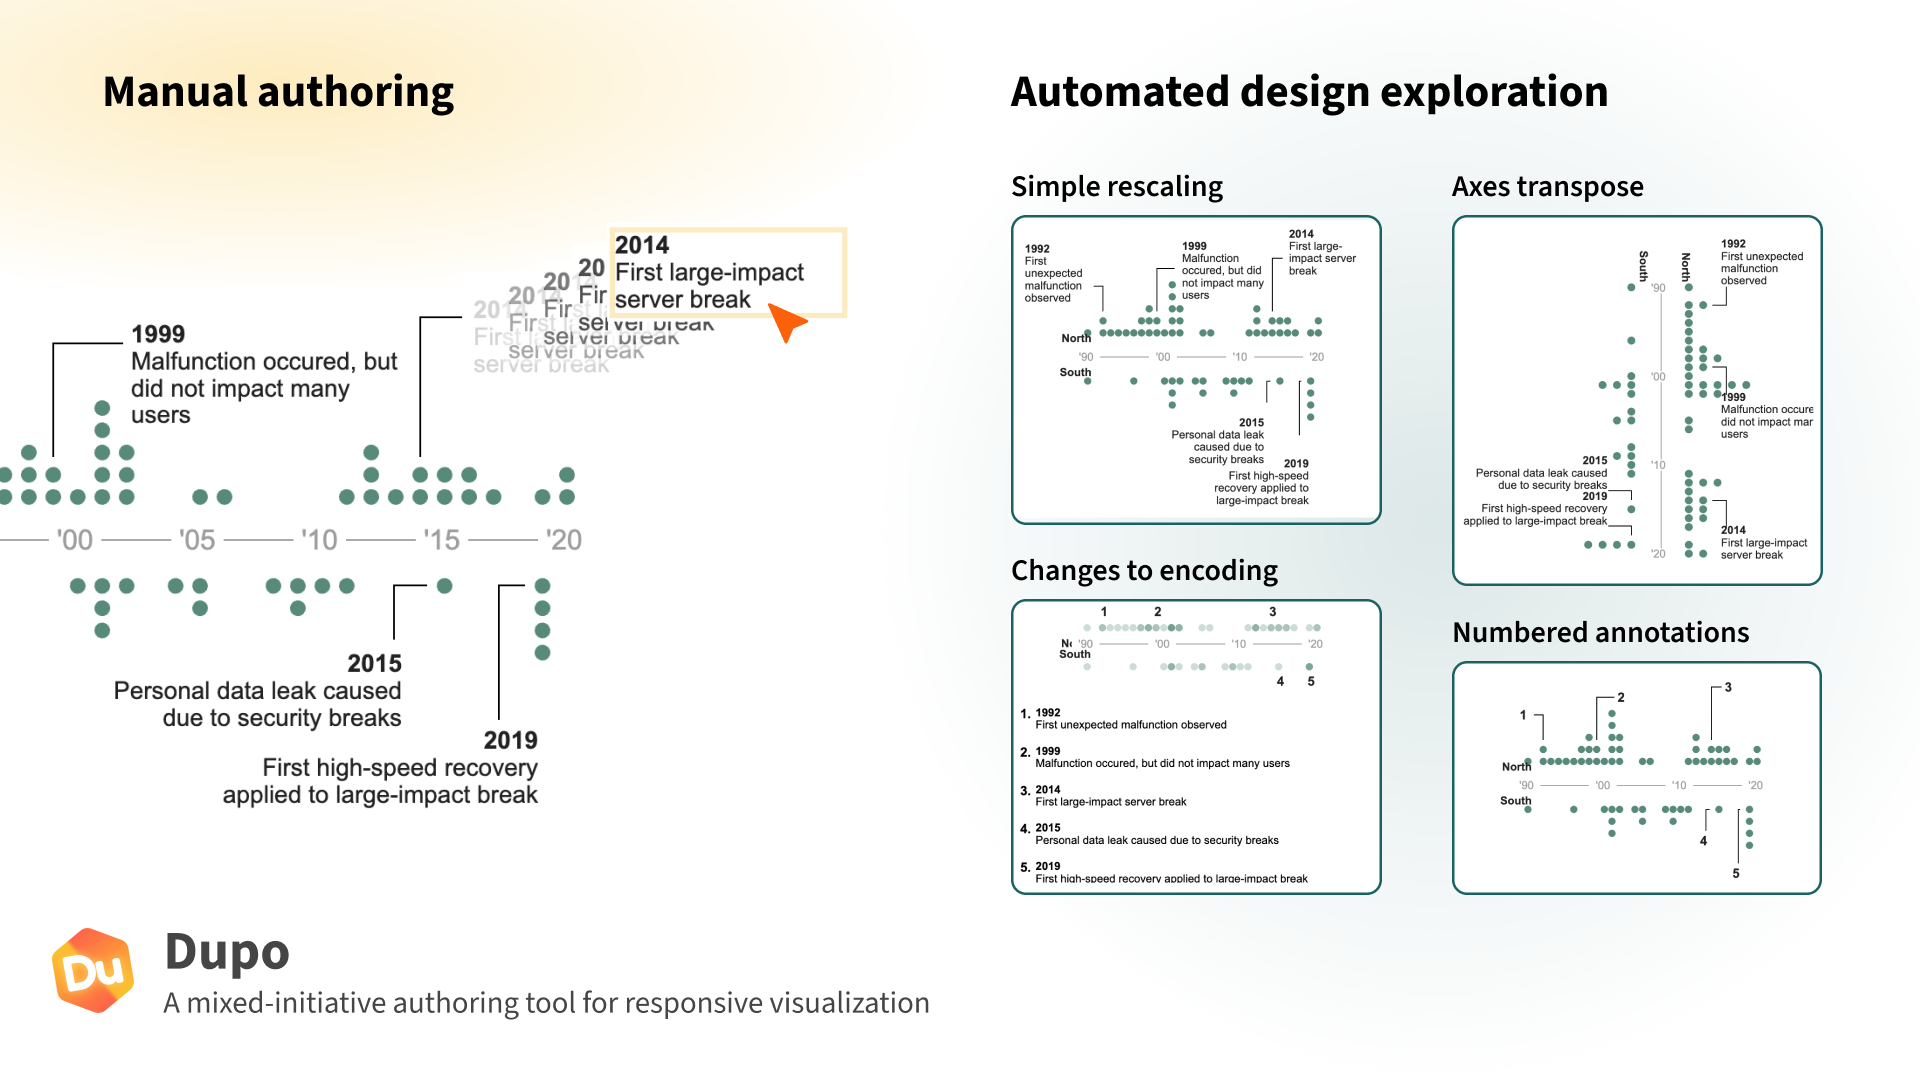 Manual authoring
2014
First large-impact
server break
2014
First large-impact
server break
1999
Malfunction occured, but
did not impact many
users
'00
'05
'10
'15
'20
2015
Personal data leak caused
due to security breaks
2019
First high-speed recovery
applied to large-impact break
Automated design exploration
Simple rescaling
1992
First
unexpected
malfunction
observed
1999
Malfunction
occured, but did
not impact many
users
2014
First large-
impact server
break
North
'90
'00
'10
'20
South
2015
Personal data leak
caused due to
security breaks
2019
First high-speed
recovery applied to
large-impact break
Axes transpose
South
North
1992
First unexpected
malfunction
observed
'90
'00
1999
Malfunction occure
did not impact mar
users
2015
Personal data leak caused
due to security breaks
2019
First high-speed recovery
applied to large-impact break
'10
2014
First large-impact
server break
'20
Changes to encoding
1
2
3
'90
'00
'10
'20
South
4
5
1. 1992
First unexpected malfunction observed
2. 1999
Malfunction occured, but did not impact many users
3. 2014
First large-impact server break
4. 2015
Personal data leak caused due to security breaks
5. 2019
First high-speed recovery applied to large-impact break
Numbered annotations
1
2
3
North
'90
'00
'10
'20
South
4
5
Du
Dupo
A mixed-initiative authoring tool for responsive visualization